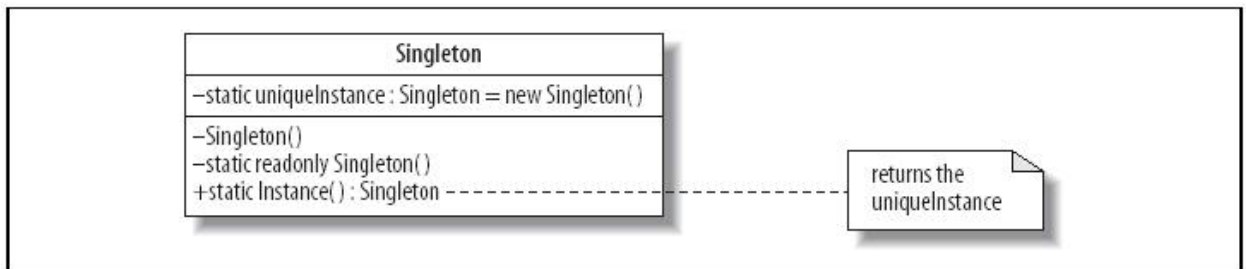 Singleton
–static uniqueInstance : Singleton = new Singleton()
–Singleton()
–static readonly Singleton()
+static Instance() : Singleton
returns the
uniqueInstance